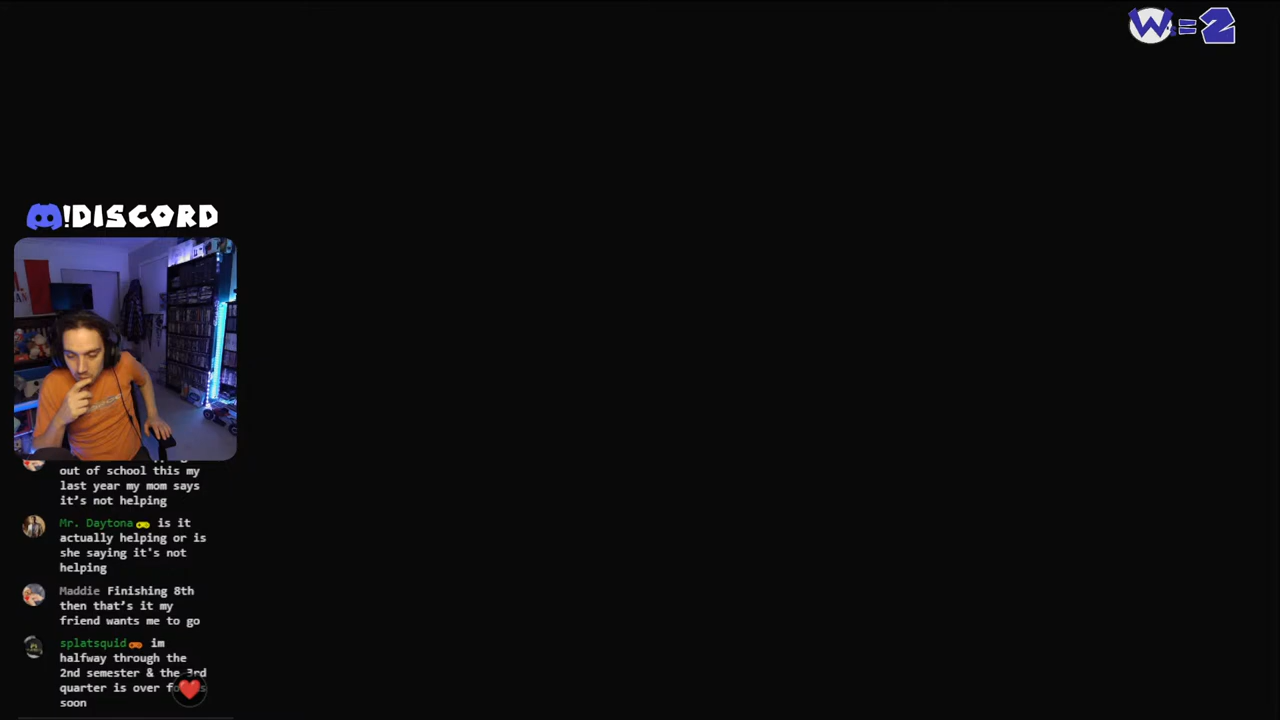 W=2
!DISCORD
out of school this my
last year my mom says
it's not helping
Mr. Daytona is it
actually helping or is
she saying it's not
helping
Maddie Finishing 8th
then that's it my
friend wants me to go
splatsquid im
halfway through the
2nd semester & the 3rd
quarter is over
soon